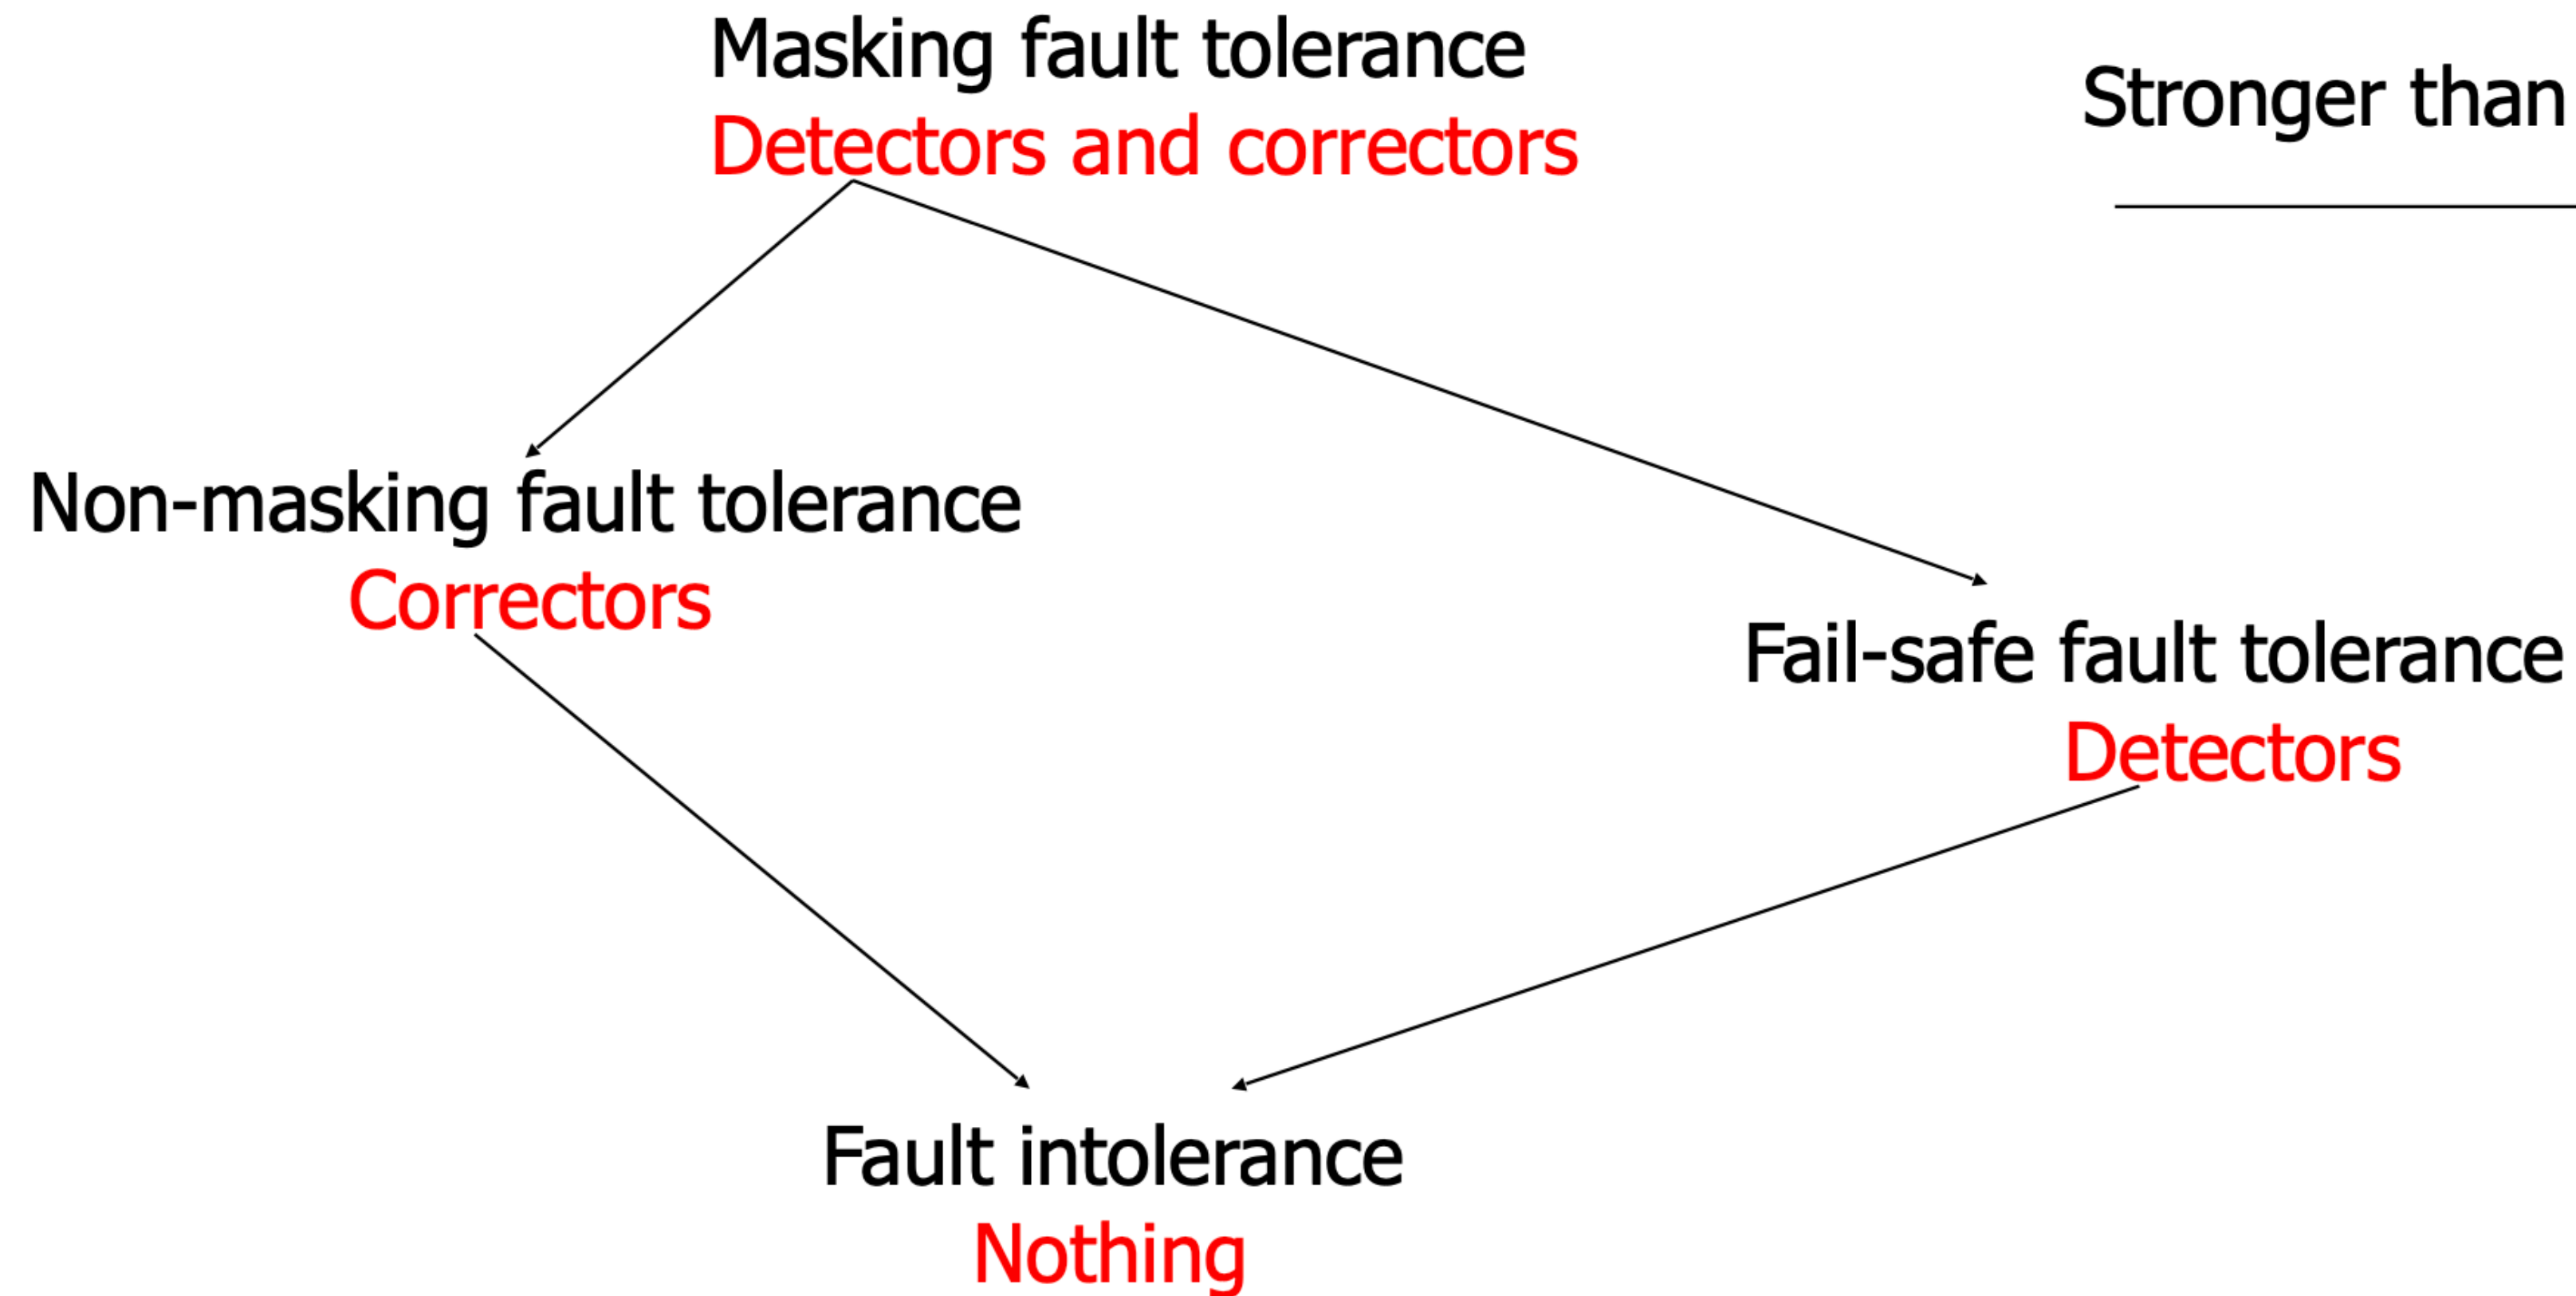 Masking fault tolerance
Detectors and correctors
Stronger than
Non-masking fault tolerance
Correctors
Fail-safe fault tolerance
Detectors
Fault intolerance
Nothing